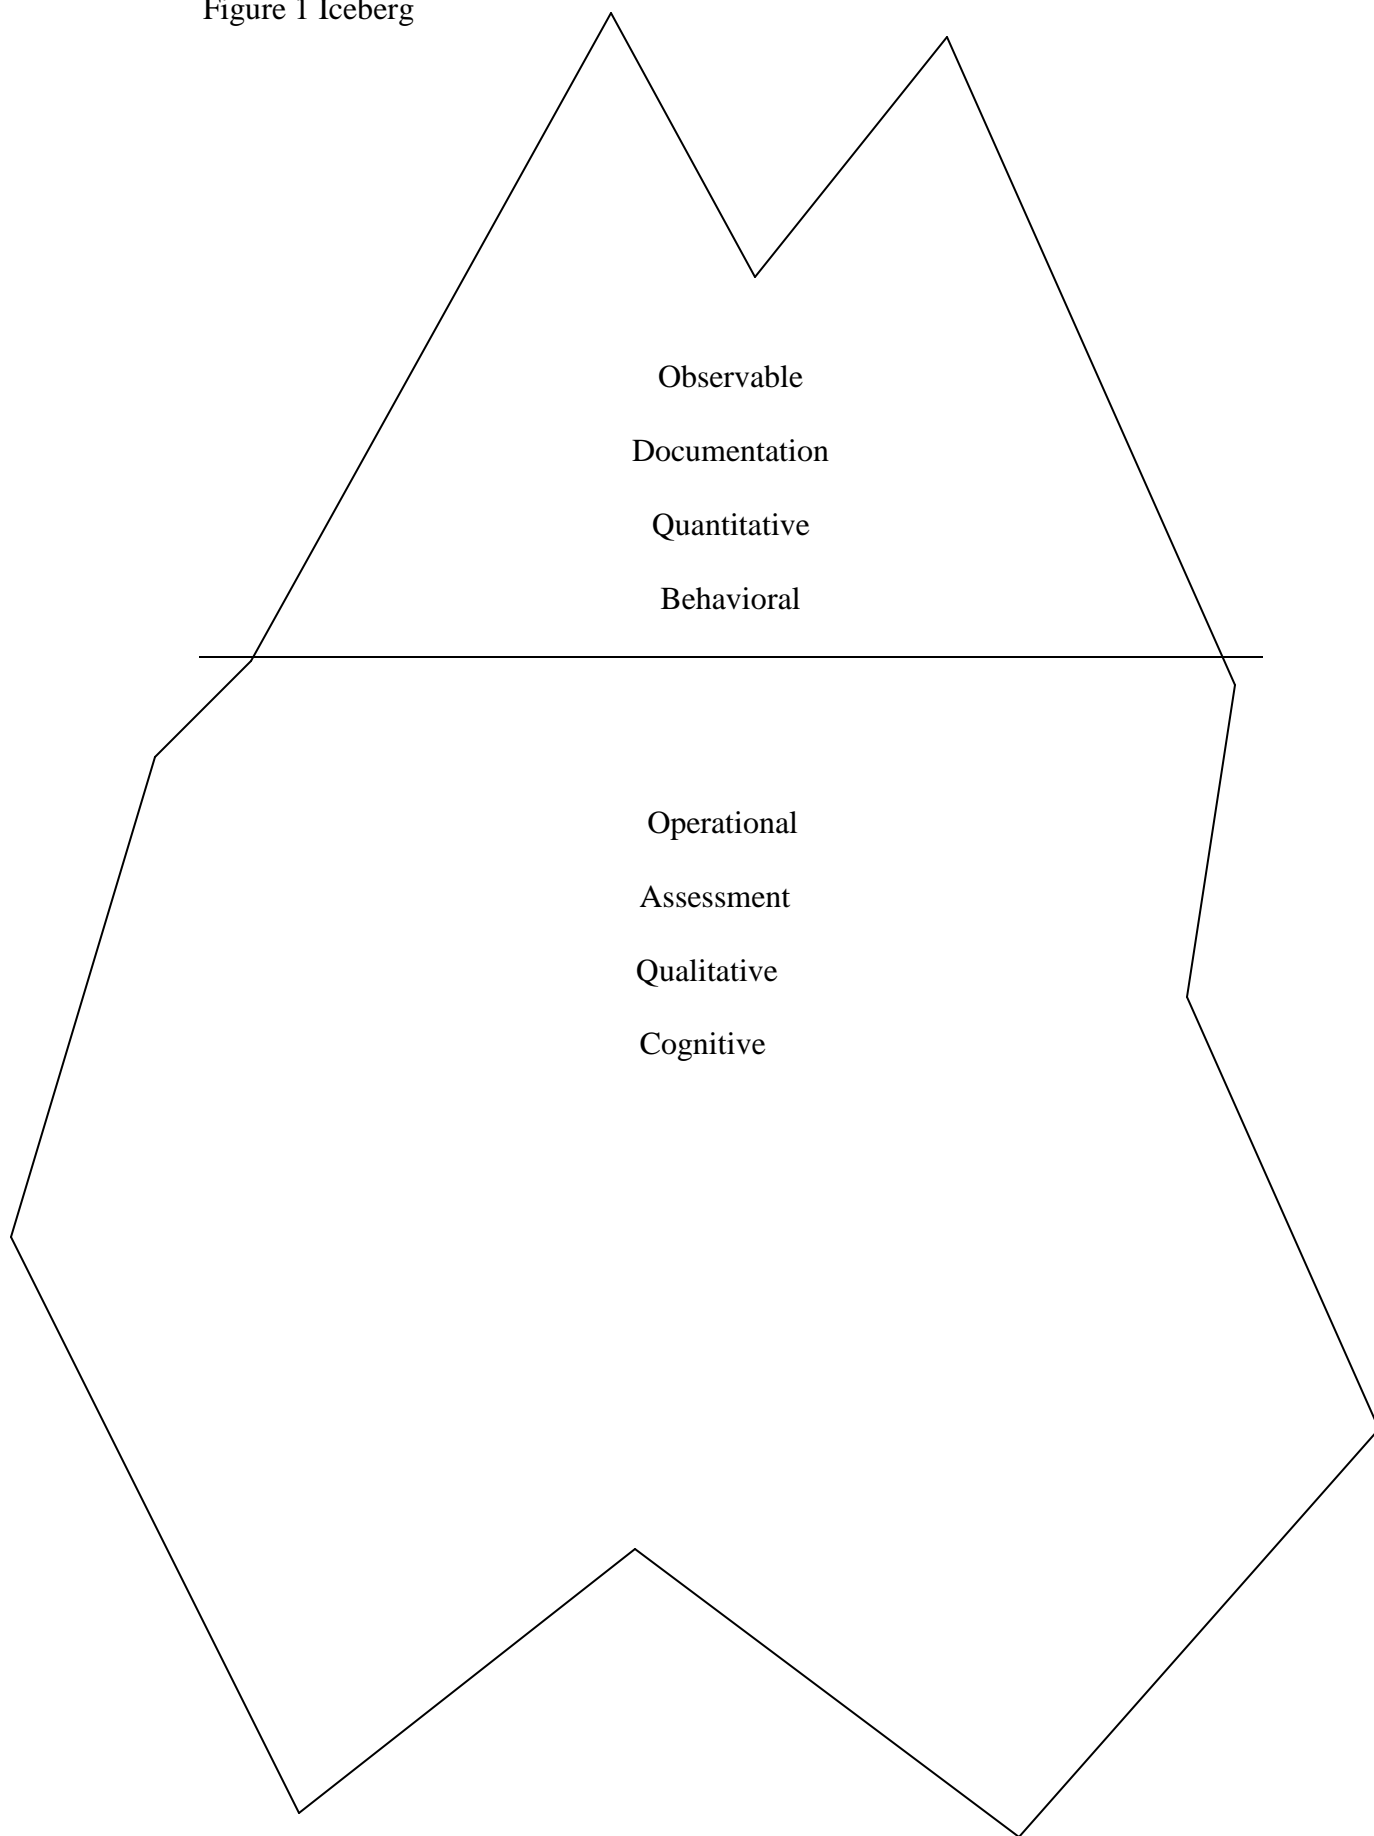 Figure 1 Iceberg
Observable
Documentation
Quantitative
Behavioral
Operational
Assessment
Qualitative
Cognitive